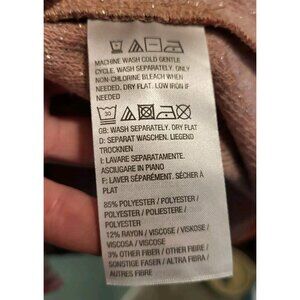 MACHINE WASH COLD GENTLE
CYCLE. WASH SEPARATELY. ONLY
NON-CHLORINE BLEACH WHEN
NEEDED. DRY FLAT. LOW IRON IF
NEEDED
30
GB: WASH SEPARATELY. DRY FLAT
D: SEPARAT WASCHEN. LIEGEND
TROCKNEN
I: LAVARE SEPARATAMENTE.
ASCIUGARE IN PIANO
F: LAVER SÉPARÉMENT. SÉCHER À
PLAT
85% POLYESTER / POLYESTER /
POLYESTER / POLIESTERE /
POLYESTER
12% RAYON / VISCOSE / VISKOSE /
VISCOSA / VISCOSE
3% OTHER FIBER / OTHER FIBRE /
SONSTIGE FASER / ALTRA FIBRA /
AUTRES FIBRE